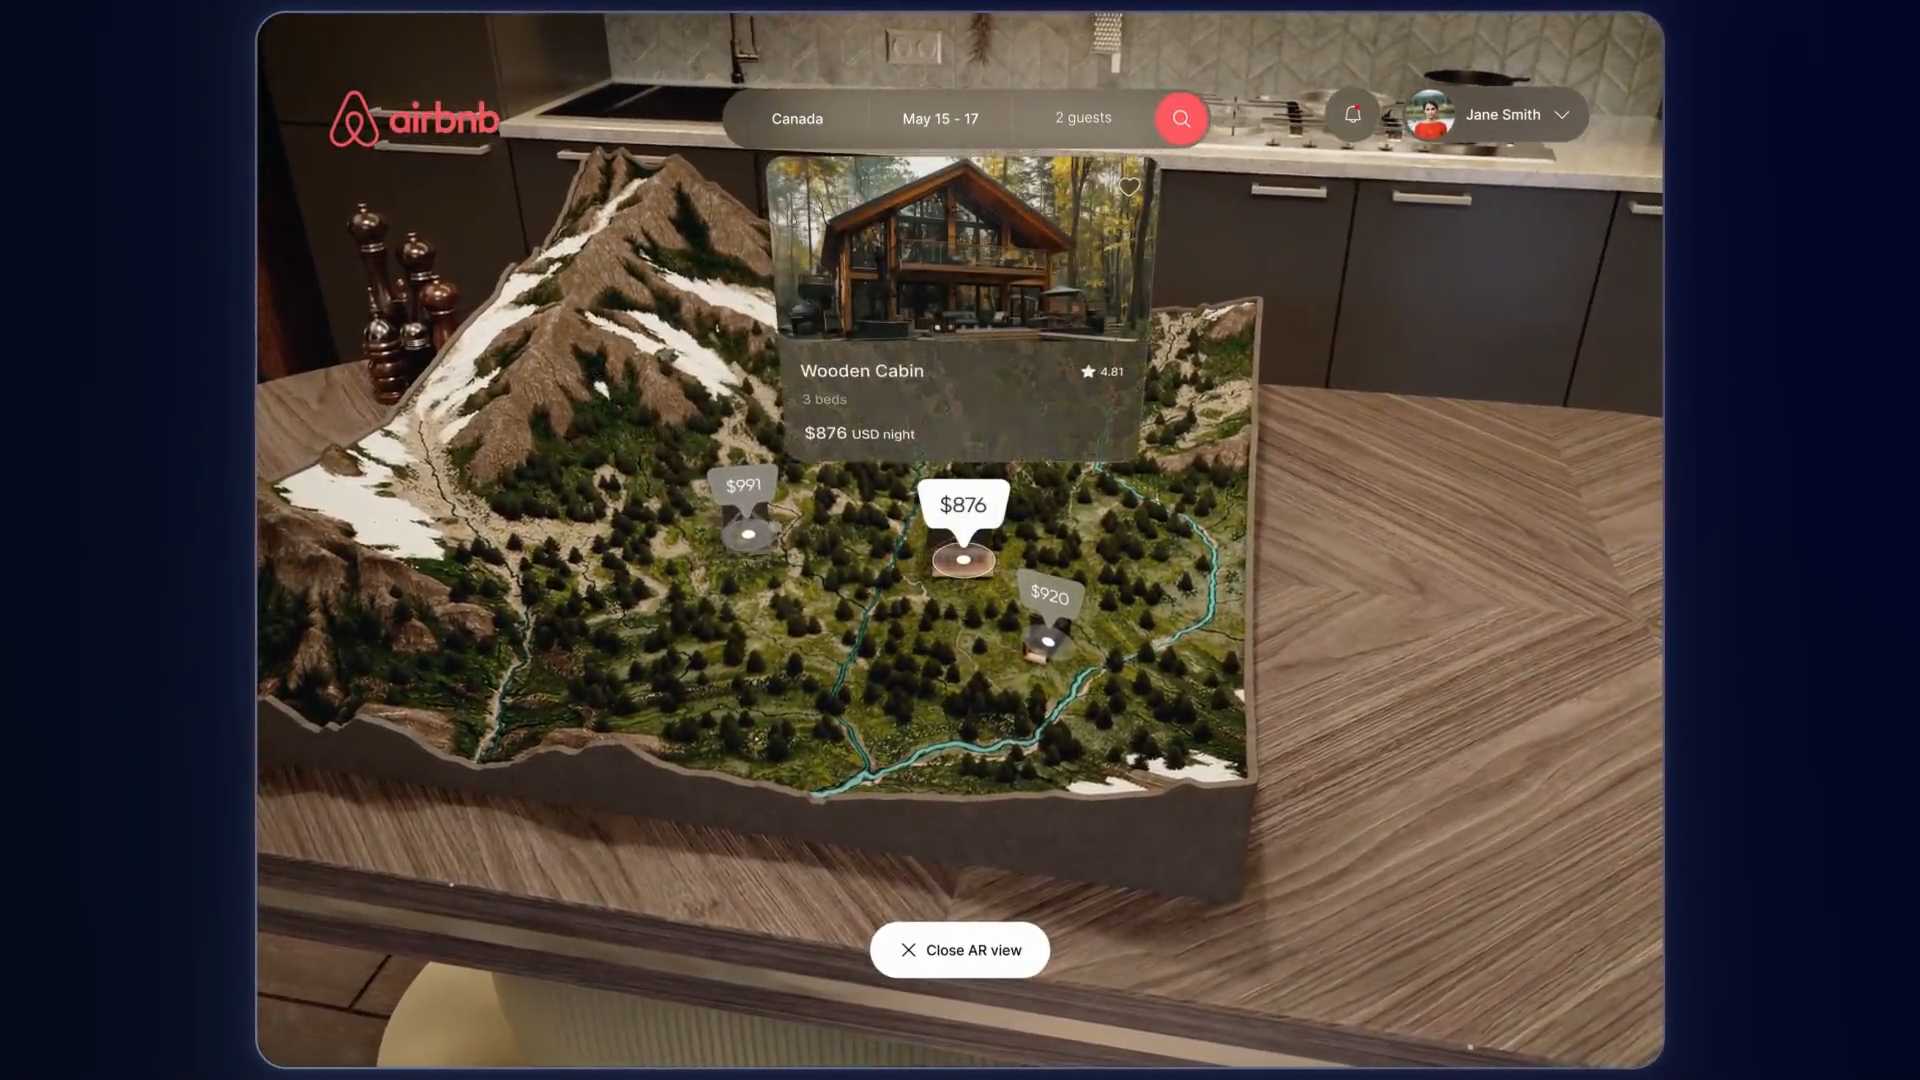 airbnb
Canada
May 15 - 17
2 guests
Jane Smith
Wooden Cabin
4.81
3 beds
$876 USD night
$991
$876
$920
Close AR view